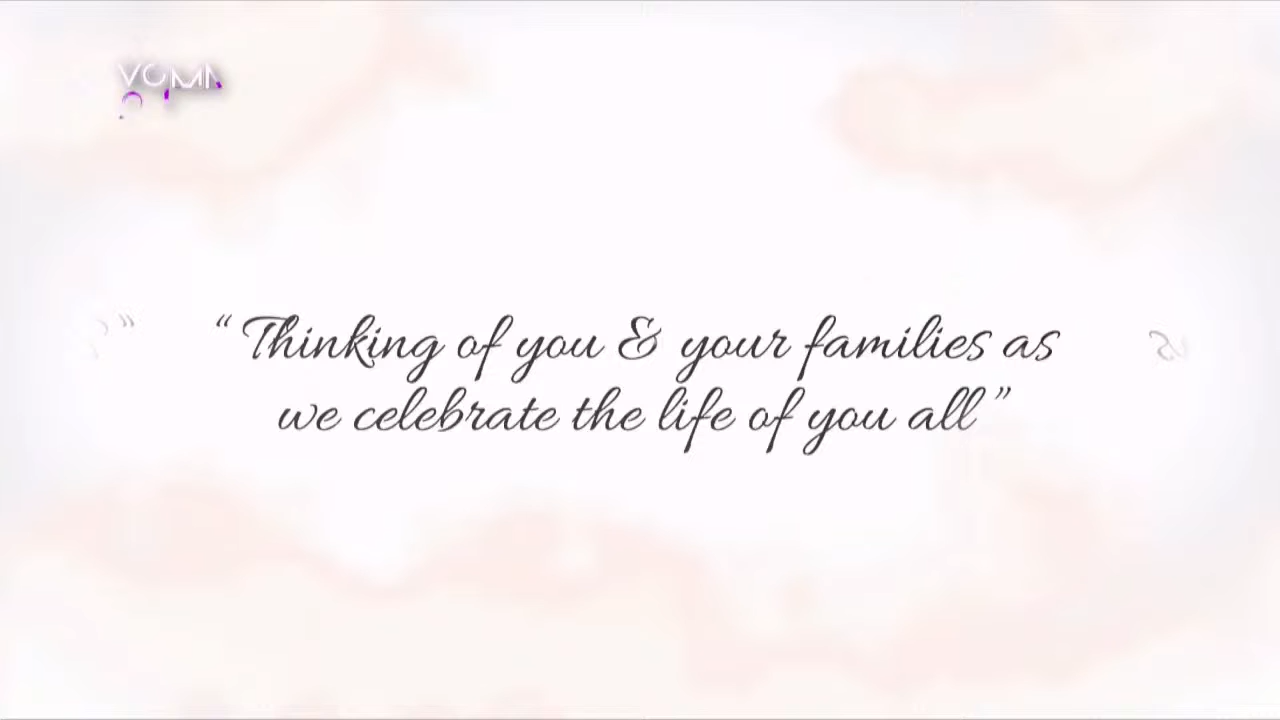 “Thinking of you & your families as
we celebrate the life of you all”